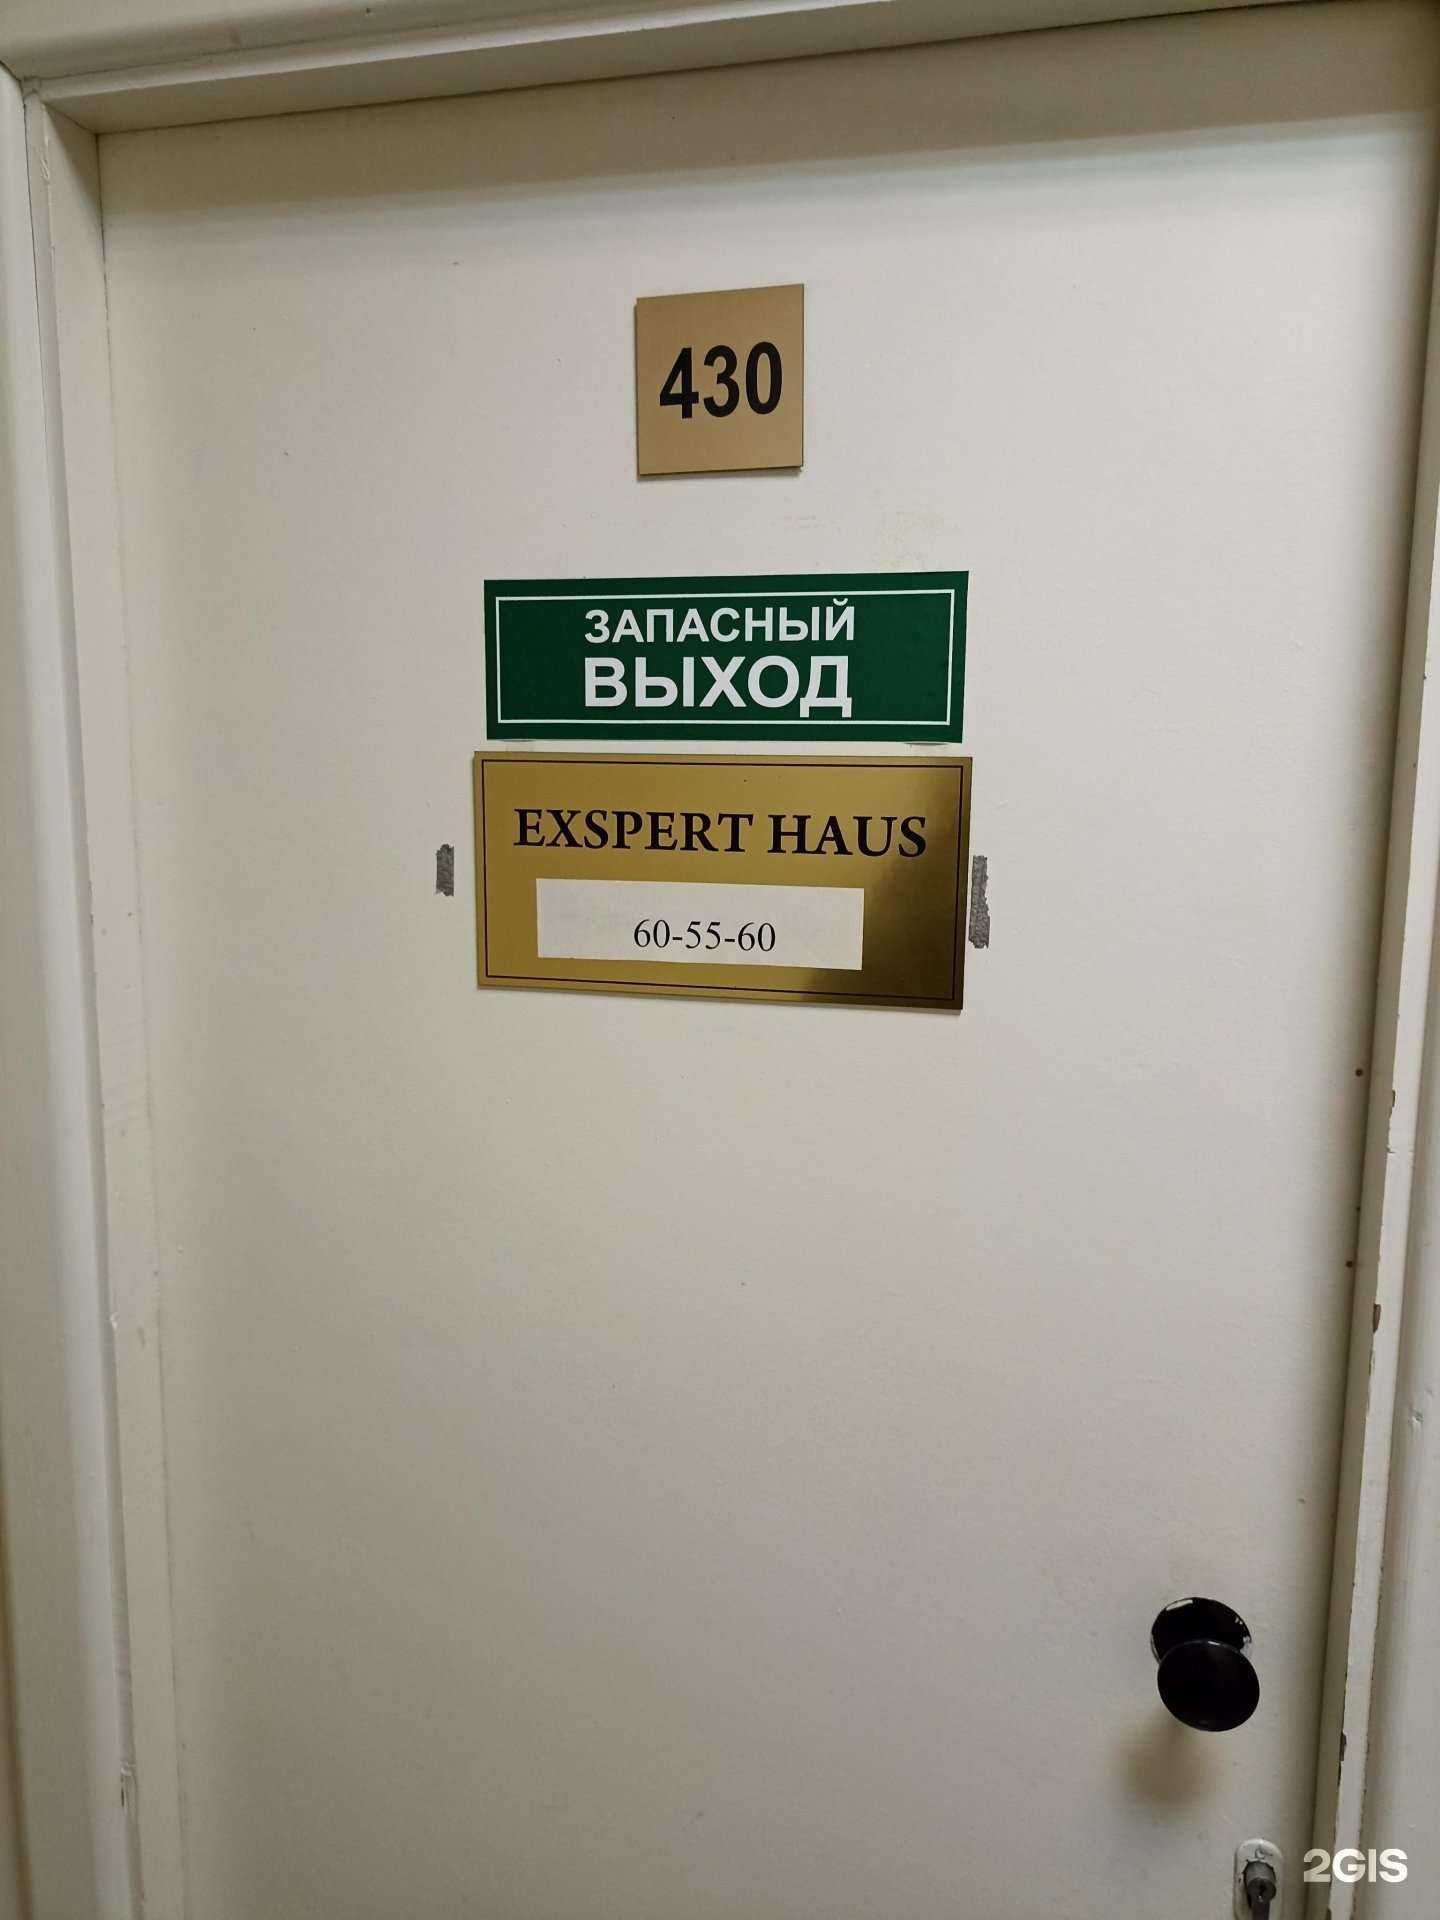 430
ЗАПАСНЫЙ
ВЫХОД
EXSPERT HAUS
60-55-60
2GIS